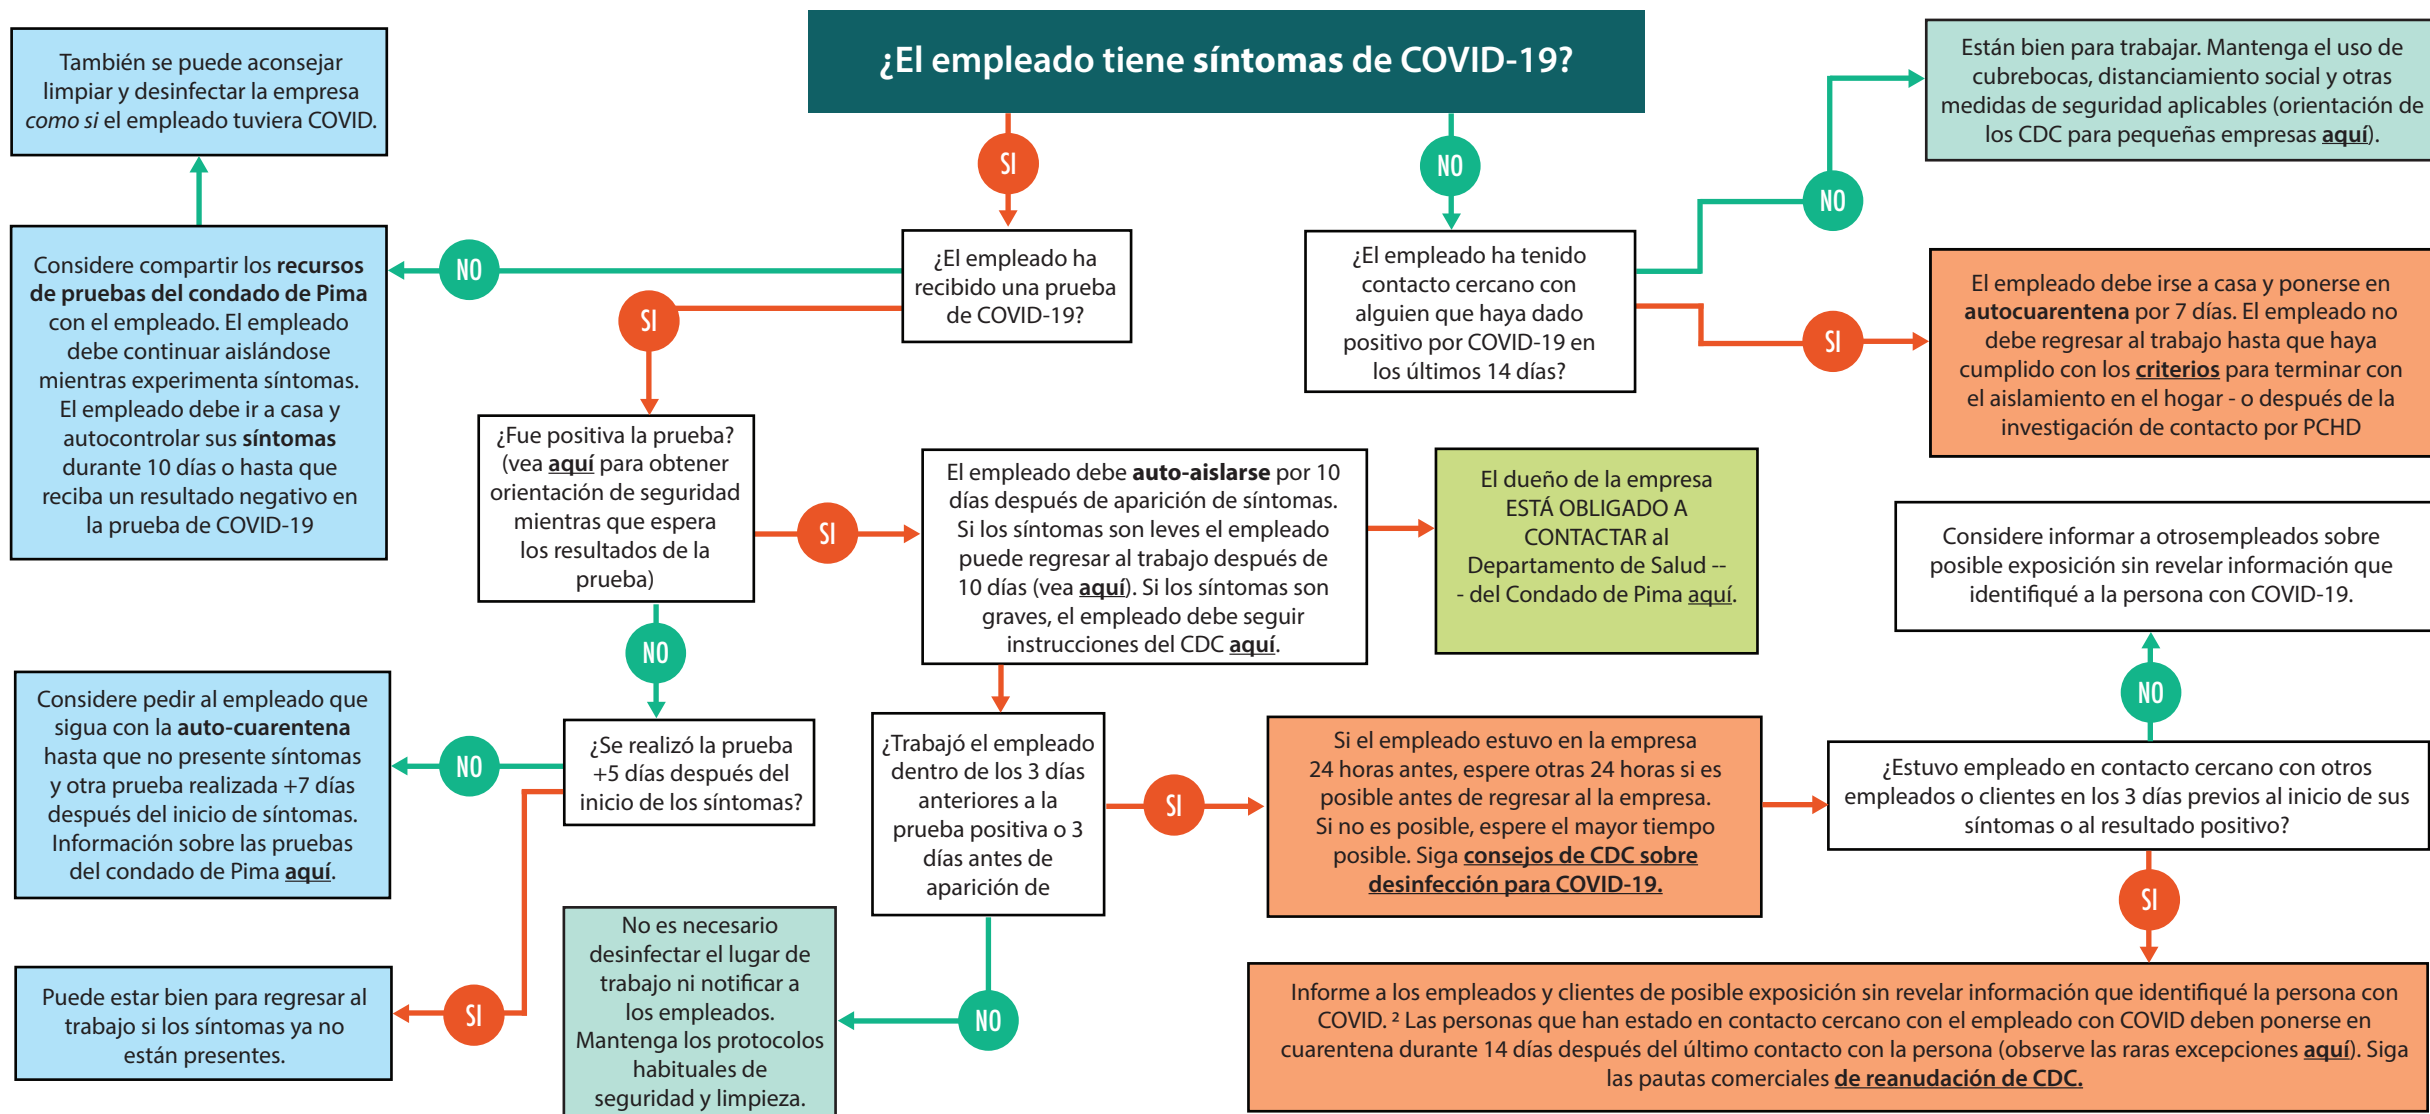 ¿El empleado tiene síntomas de COVID-19?
También se puede aconsejar
limpiar y desinfectar la empresa
como si el empleado tuviera COVID.
Están bien para trabajar. Mantenga el uso de
cubrebocas, distanciamiento social y otras
medidas de seguridad aplicables (orientación de
los CDC para pequeñas empresas aquí).
SI
NO
NO
Considere compartir los recursos
de pruebas del condado de Pima
con el empleado. El empleado
debe continuar aislándose
mientras experimenta síntomas.
El empleado debe ir a casa y
autocontrolar sus síntomas
durante 10 días o hasta que
reciba un resultado negativo en
la prueba de COVID-19
NO
¿El empleado ha
recibido una prueba
de COVID-19?
SI
¿El empleado ha tenido
contacto cercano con
alguien que haya dado
positivo por COVID-19 en
los últimos 14 días?
SI
El empleado debe irse a casa y ponerse en
autocuarentena por 7 días. El empleado no
debe regresar al trabajo hasta que haya
cumplido con los criterios para terminar con
el aislamiento en el hogar - o después de la
investigación de contacto por PCHD
¿Fue positiva la prueba?
(vea aquí para obtener
orientación de seguridad
mientras que espera
los resultados de la
prueba)
SI
El empleado debe auto-aislarse por 10
días después de aparición de síntomas.
Si los síntomas son leves el empleado
puede regresar al trabajo después de
10 días (vea aquí). Si los síntomas son
graves, el empleado debe seguir
instrucciones del CDC aquí.
El dueño de la empresa
ESTÁ OBLIGADO A
CONTACTAR al
Departamento de Salud --
- del Condado de Pima aquí.
Considere informar a otrosempleados sobre
posible exposición sin revelar información que
identifiqué a la persona con COVID-19.
NO
NO
Considere pedir al empleado que
sigua con la auto-cuarentena
hasta que no presente síntomas
y otra prueba realizada +7 días
después del inicio de síntomas.
Información sobre las pruebas
del condado de Pima aquí.
NO
¿Se realizó la prueba
+5 días después del
inicio de los síntomas?
¿Trabajó el empleado
dentro de los 3 días
anteriores a la
prueba positiva o 3
días antes de
aparición de
SI
Si el empleado estuvo en la empresa
24 horas antes, espere otras 24 horas si es
posible antes de regresar al la empresa.
Si no es posible, espere el mayor tiempo
posible. Siga consejos de CDC sobre
desinfección para COVID-19.
¿Estuvo empleado en contacto cercano con otros
empleados o clientes en los 3 días previos al inicio de sus
síntomas o al resultado positivo?
SI
Puede estar bien para regresar al
trabajo si los síntomas ya no
están presentes.
SI
No es necesario
desinfectar el lugar de
trabajo ni notificar a
los empleados.
Mantenga los protocolos
habituales de
seguridad y limpieza.
NO
Informe a los empleados y clientes de posible exposición sin revelar información que identifiqué la persona con
COVID. ² Las personas que han estado en contacto cercano con el empleado con COVID deben ponerse en
cuarentena durante 14 días después del último contacto con la persona (observe las raras excepciones aquí). Siga
las pautas comerciales de reanudación de CDC.